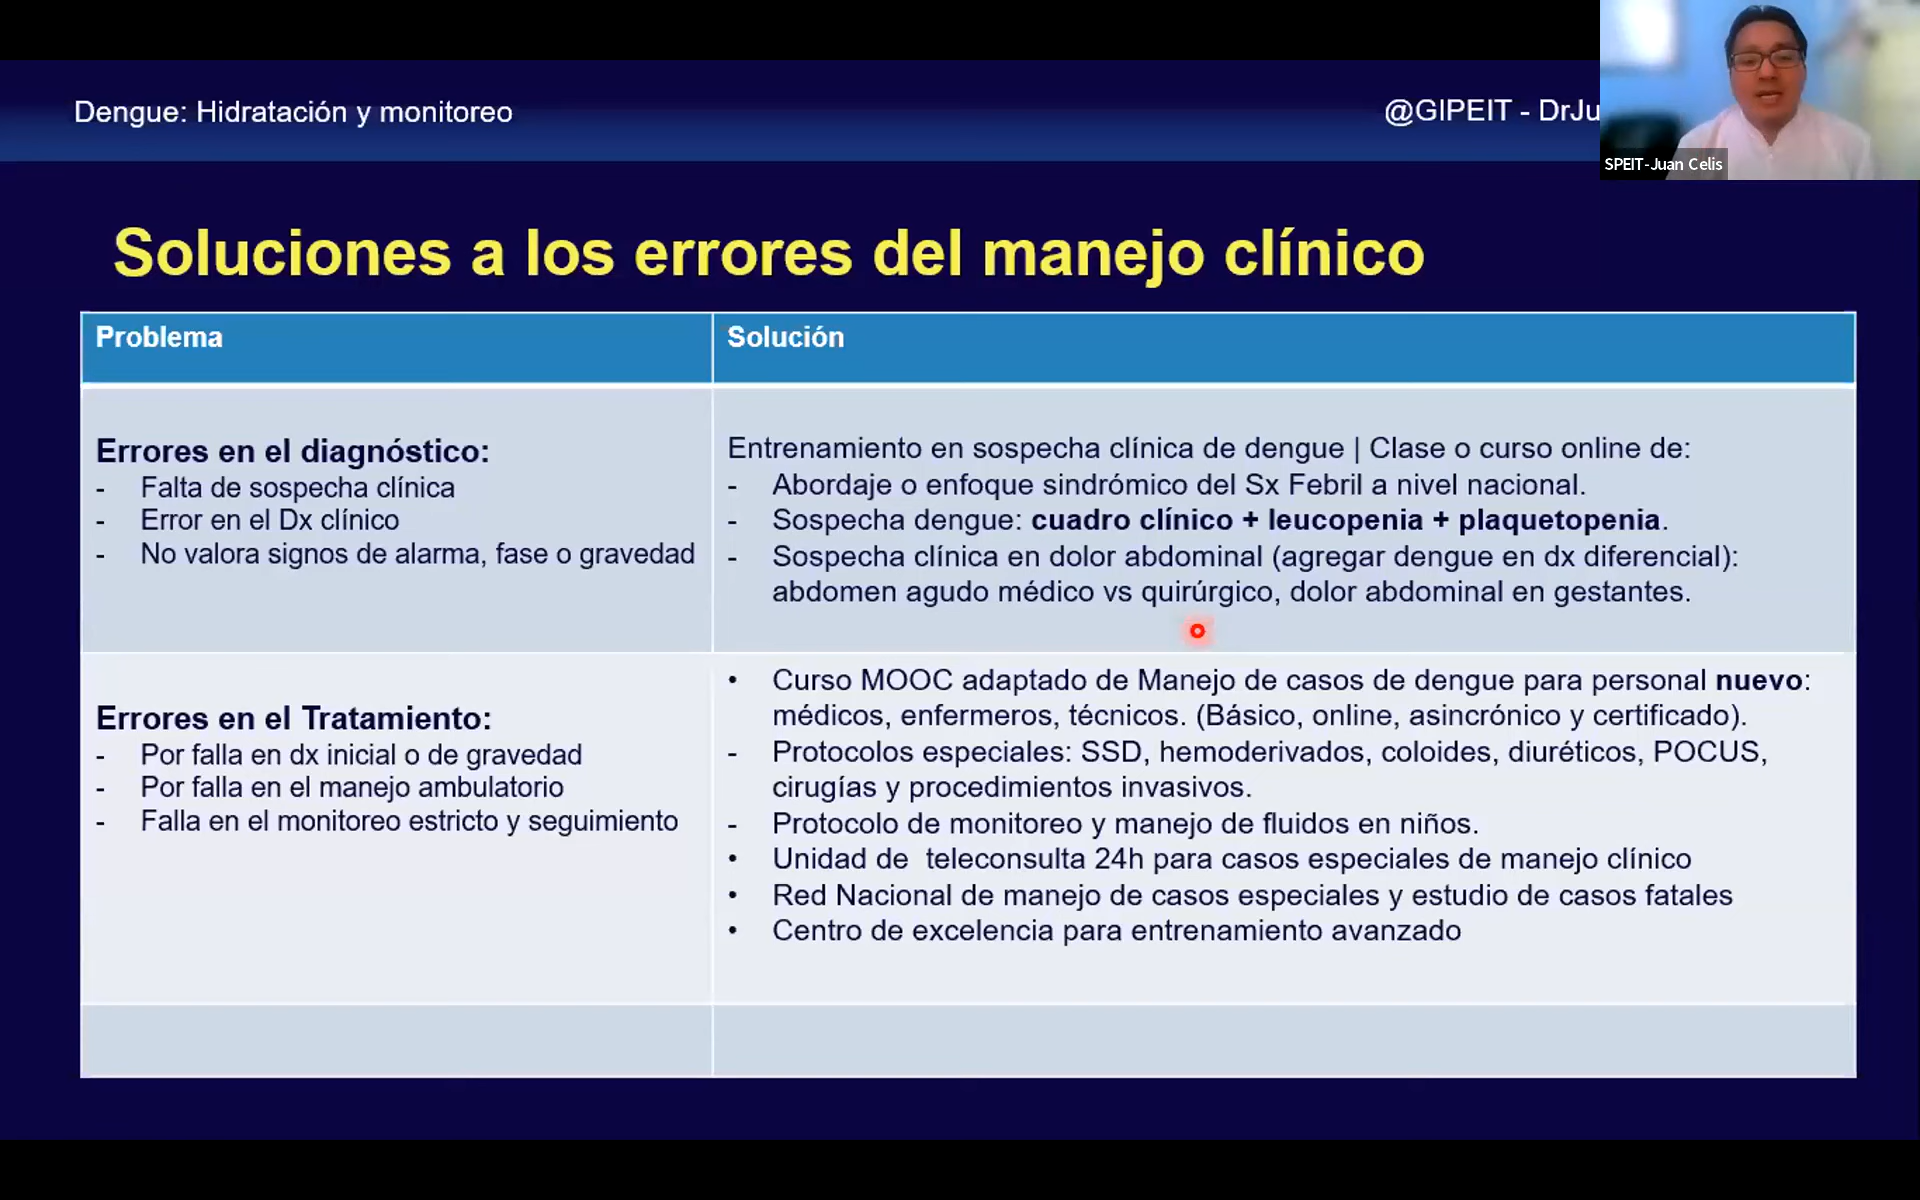 Dengue: Hidratación y monitoreo
@GIPEIT - DrJu
SPEIT-Juan Celis
Soluciones a los errores del manejo clínico
Problema
Solución
Errores en el diagnóstico:
- Falta de sospecha clínica
- Error en el Dx clínico
- No valora signos de alarma, fase o gravedad
Entrenamiento en sospecha clínica de dengue | Clase o curso online de:
- Abordaje o enfoque sindrómico del Sx Febril a nivel nacional.
- Sospecha dengue: cuadro clínico + leucopenia + plaquetopenia.
- Sospecha clínica en dolor abdominal (agregar dengue en dx diferencial):
abdomen agudo médico vs quirúrgico, dolor abdominal en gestantes.
Errores en el Tratamiento:
- Por falla en dx inicial o de gravedad
- Por falla en el manejo ambulatorio
- Falla en el monitoreo estricto y seguimiento
• Curso MOOC adaptado de Manejo de casos de dengue para personal nuevo:
médicos, enfermeros, técnicos. (Básico, online, asincrónico y certificado).
- Protocolos especiales: SSD, hemoderivados, coloides, diuréticos, POCUS,
cirugías y procedimientos invasivos.
- Protocolo de monitoreo y manejo de fluidos en niños.
• Unidad de  teleconsulta 24h para casos especiales de manejo clínico
• Red Nacional de manejo de casos especiales y estudio de casos fatales
• Centro de excelencia para entrenamiento avanzado